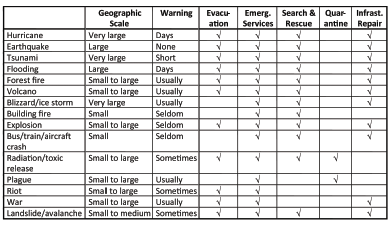 Geographic Warning Evacu- Emerg. Search & Quar- Infrast.
Scale ation Services Rescue antine Repair
Hurricane Very large Days √ √ √ √
Earthquake Large None √ √ √ √
Tsunami Very large Short √ √ √ √
Flooding Large Days √ √ √ √
Forest fire Small to large Usually √ √ √ √
Volcano Small to large Usually √ √ √ √
Blizzard/ice storm Very large Usually √ √ √
Building fire Small Seldom √ √
Explosion Small to large Seldom √ √ √ √
Bus/train/aircraft Small Seldom √ √ √
crash
Radiation/toxic Small to large Sometimes √ √ √ √
release
Plague Small to large Usually √ √
Riot Small to large Sometimes √ √
War Small to large Usually √ √ √
Landslide/avalanche Small to medium Sometimes √ √ √ √